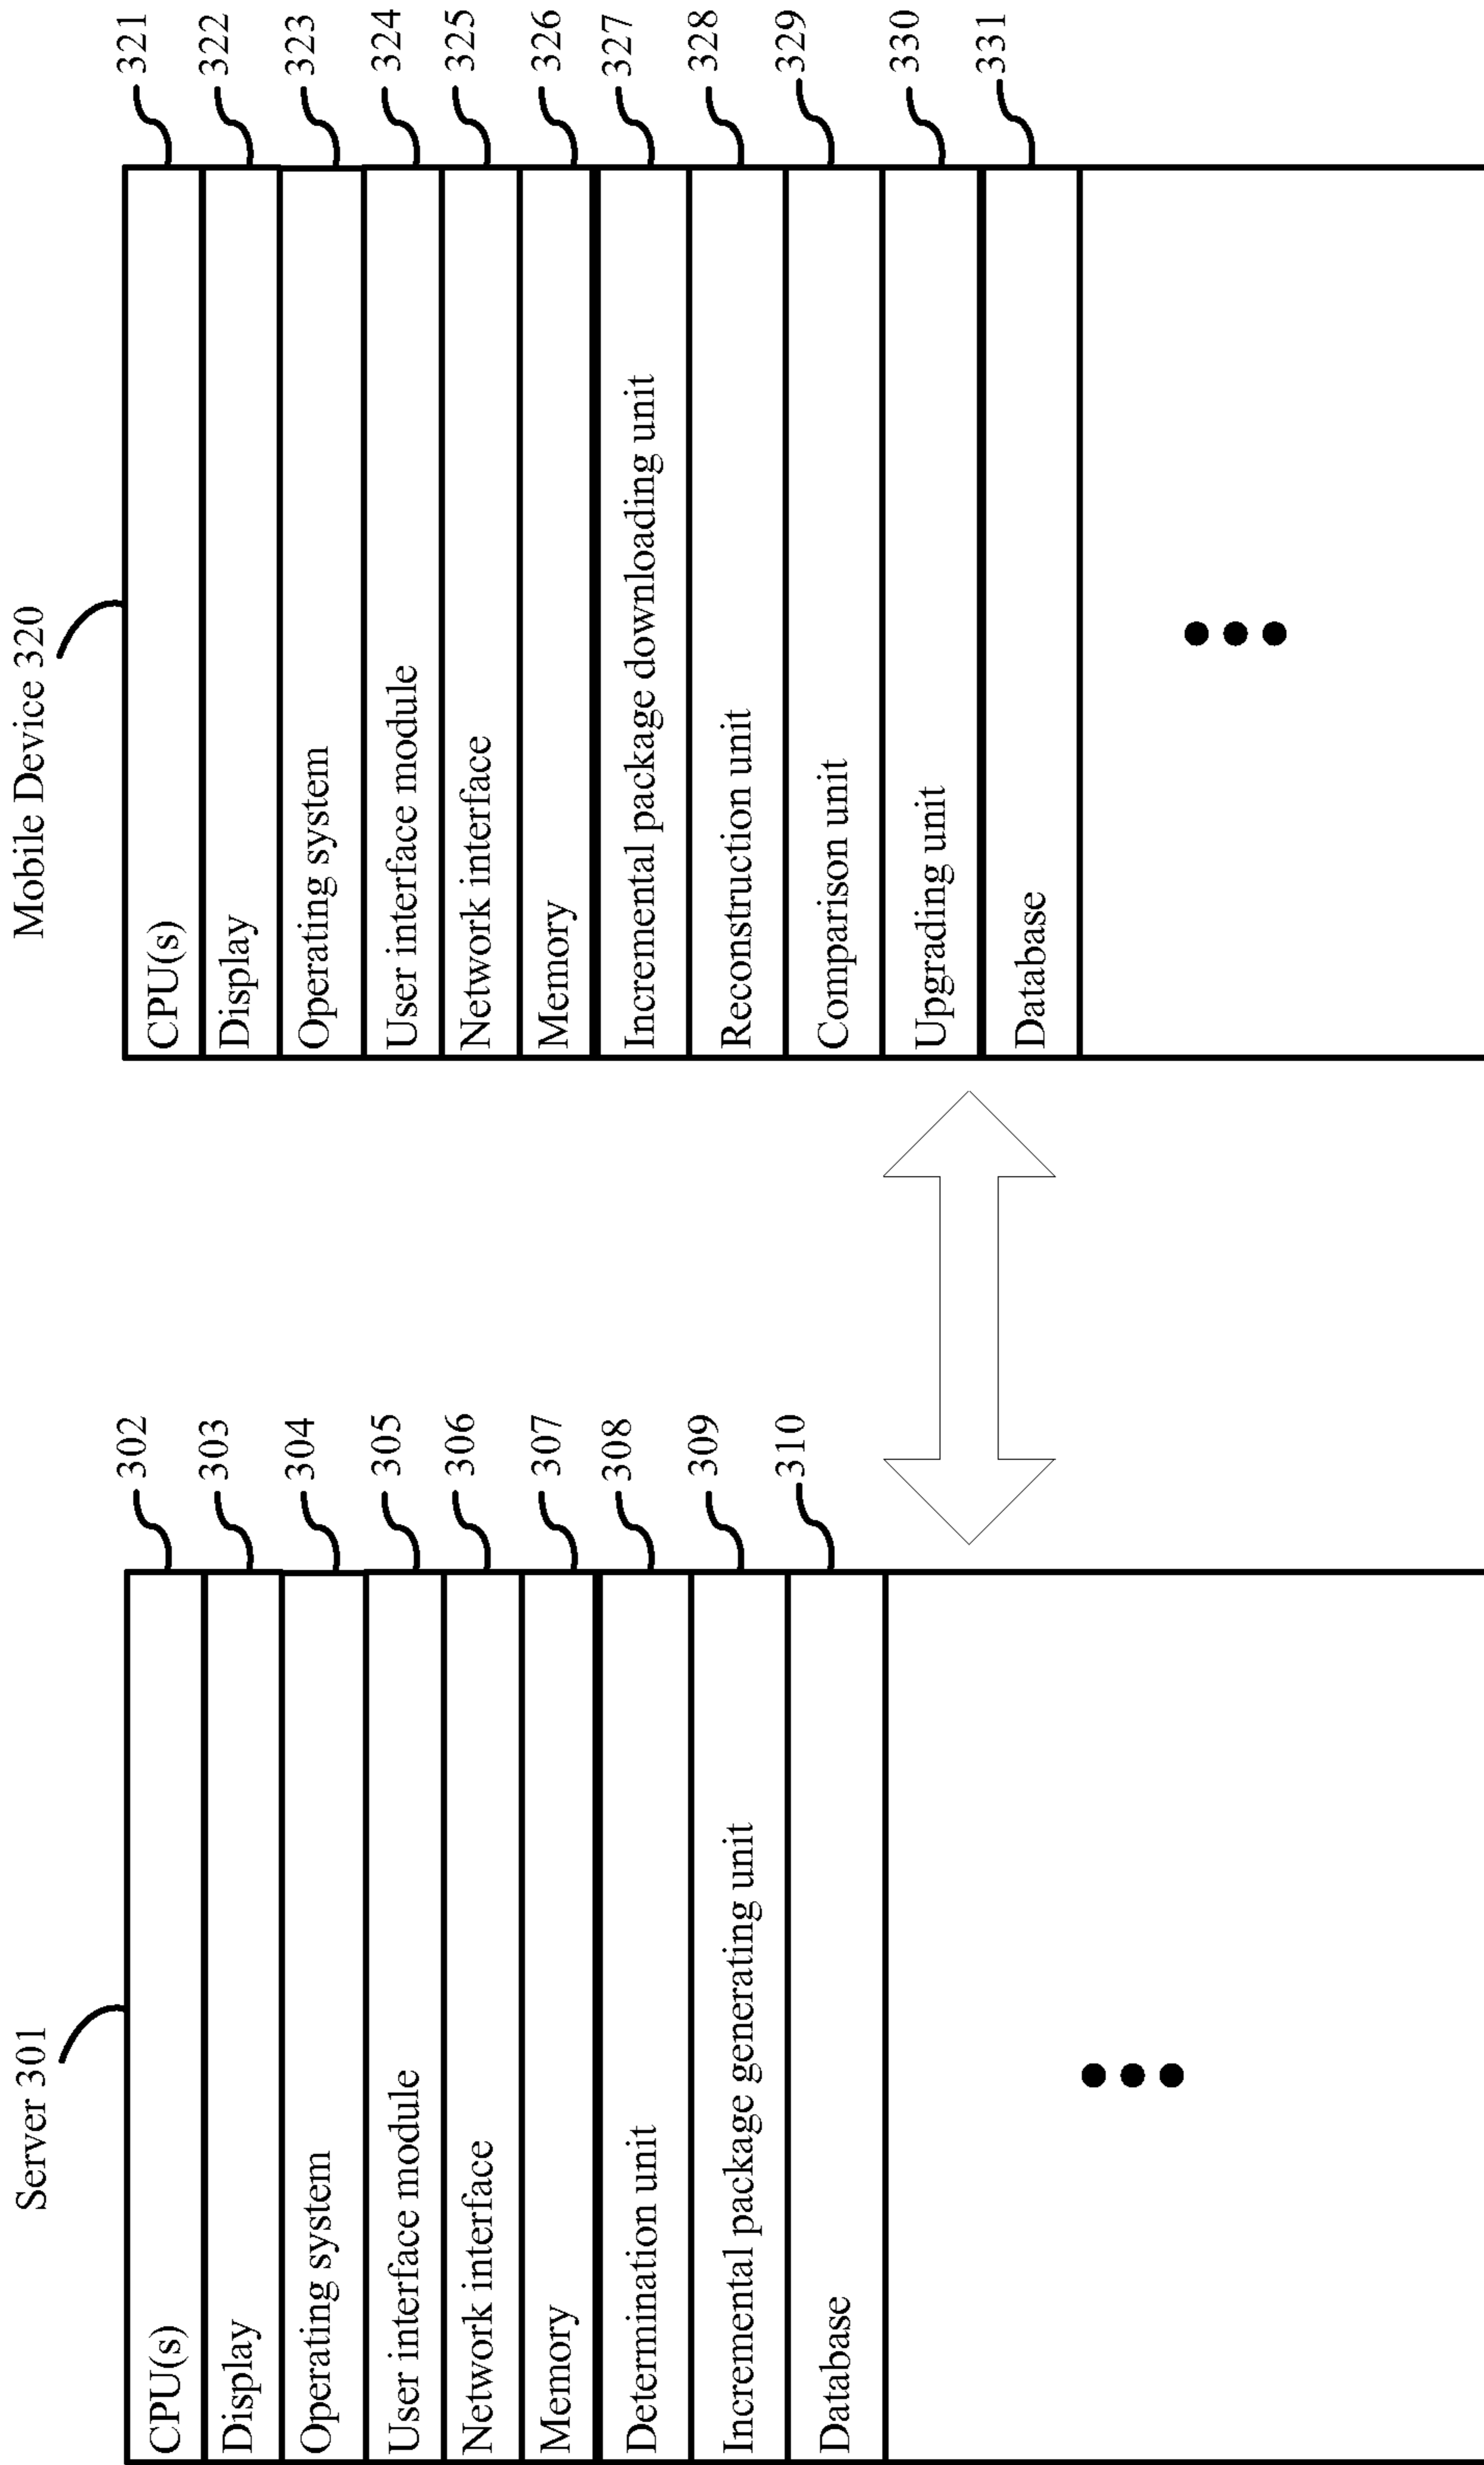 Server 301
CPU(s) 302
Display 303
Operating system 304
User interface module 305
Network interface 306
Memory 307
Determination unit 308
Incremental package generating unit 309
Database 310
Mobile Device 320
CPU(s) 321
Display 322
Operating system 323
User interface module 324
Network interface 325
Memory 326
Incremental package downloading unit 327
Reconstruction unit 328
Comparison unit 329
Upgrading unit 330
Database 331